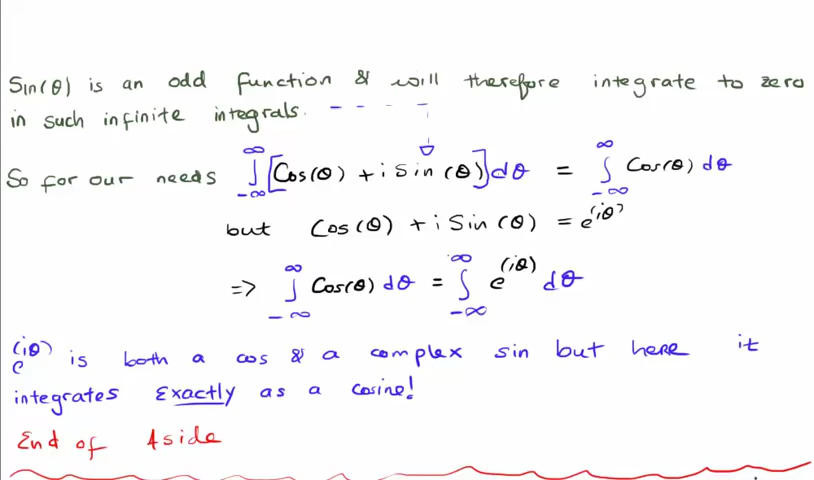 Sin(θ) is an odd function & will therefore integrate to zero
in such infinite integrals.
So for our needs ∫_{-∞}^{∞} [Cos(θ) + i Sin(θ)] dθ = ∫_{-∞}^{∞} Cos(θ) dθ
but Cos(θ) + i Sin(θ) = e^{(iθ)}
=> ∫_{-∞}^{∞} Cos(θ) dθ = ∫_{-∞}^{∞} e^{(iθ)} dθ
e^{(iθ)} is both a cos & a complex sin but here it
integrates Exactly as a cosine!
End of Aside